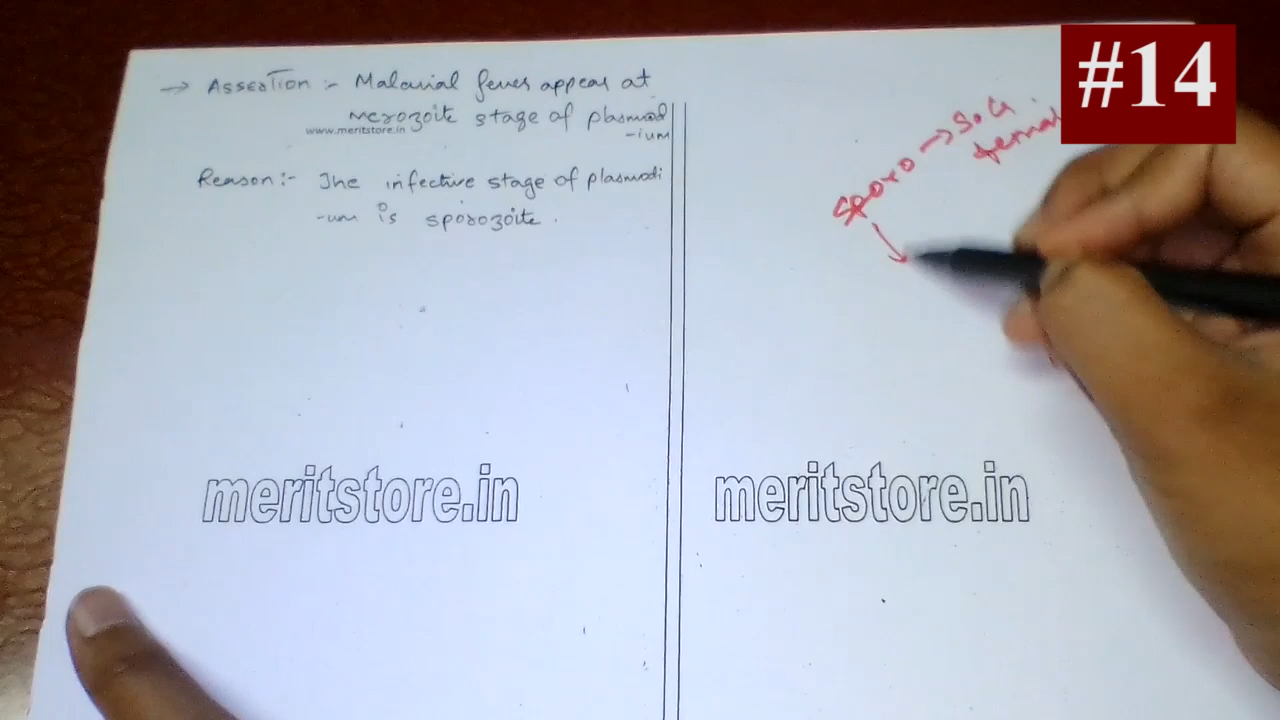 → Assertion :- Malarial fever appear at
merozoite stage of plasmod
-ium
www.meritstore.in
Reason :- The infective stage of plasmodi
-um is sporozoite.
#14
Sporo → S.G
female
meritstore.in
meritstore.in